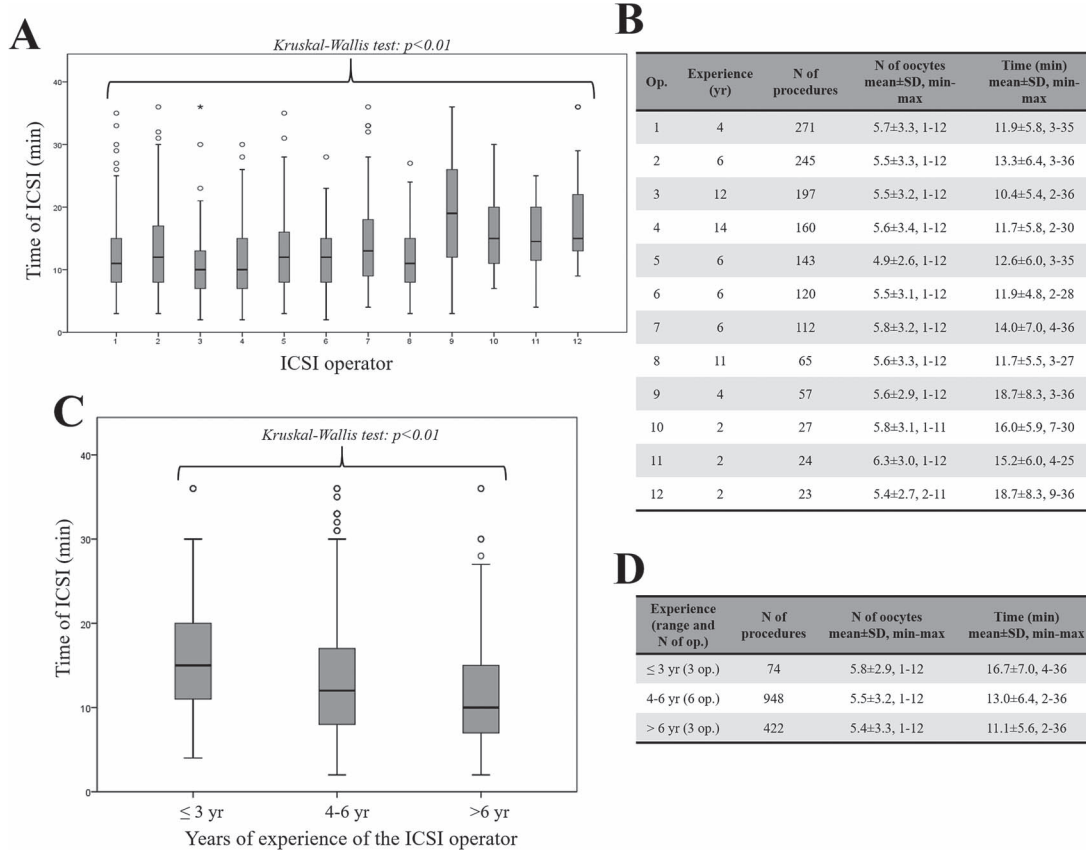 A
Kruskal-Wallis test: p<0.01
Time of ICSI (min)
40
30
20
10
0
1 2 3 4 5 6 7 8 9 10 11 12
ICSI operator
B
Op. Experience (yr) N of procedures N of oocytes mean±SD, min-max Time (min) mean±SD, min-max
1 4 271 5.7±3.3, 1-12 11.9±5.8, 3-35
2 6 245 5.5±3.3, 1-12 13.3±6.4, 3-36
3 12 197 5.5±3.2, 1-12 10.4±5.4, 2-36
4 14 160 5.6±3.4, 1-12 11.7±5.8, 2-30
5 6 143 4.9±2.6, 1-12 12.6±6.0, 3-35
6 6 120 5.5±3.1, 1-12 11.9±4.8, 2-28
7 6 112 5.8±3.2, 1-12 14.0±7.0, 4-36
8 11 65 5.6±3.3, 1-12 11.7±5.5, 3-27
9 4 57 5.6±2.9, 1-12 18.7±8.3, 3-36
10 2 27 5.8±3.1, 1-11 16.0±5.9, 7-30
11 2 24 6.3±3.0, 1-12 15.2±6.0, 4-25
12 2 23 5.4±2.7, 2-11 18.7±8.3, 9-36
C
Kruskal-Wallis test: p<0.01
Time of ICSI (min)
40
30
20
10
0
≤ 3 yr 4-6 yr >6 yr
Years of experience of the ICSI operator
D
Experience (range and N of op.) N of procedures N of oocytes mean±SD, min-max Time (min) mean±SD, min-max
≤ 3 yr (3 op.) 74 5.8±2.9, 1-12 16.7±7.0, 4-36
4-6 yr (6 op.) 948 5.5±3.2, 1-12 13.0±6.4, 2-36
> 6 yr (3 op.) 422 5.4±3.3, 1-12 11.1±5.6, 2-36